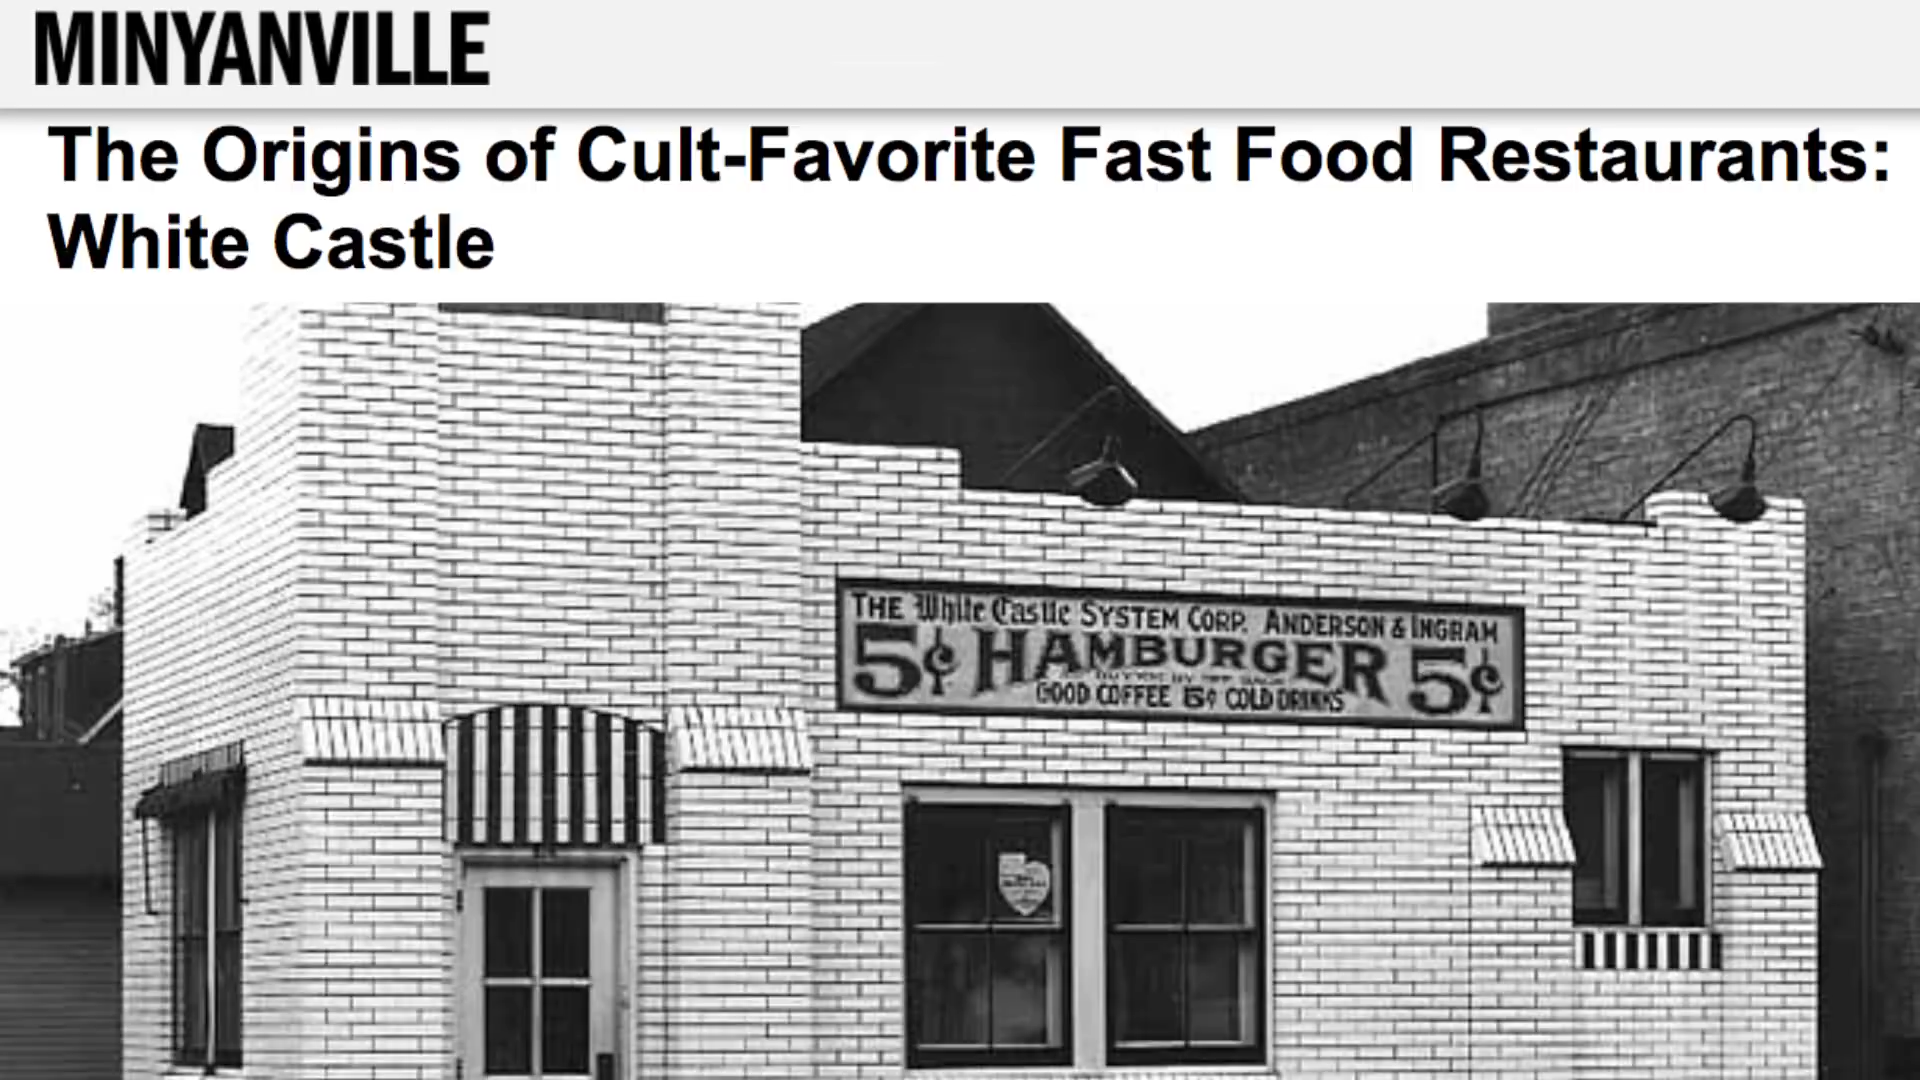 MINYANVILLE
The Origins of Cult-Favorite Fast Food Restaurants:
White Castle
THE White Castle SYSTEM CORP. ANDERSON & INGRAM
5¢ HAMBURGER 5¢
GOOD COFFEE 5¢ COLD DRINKS